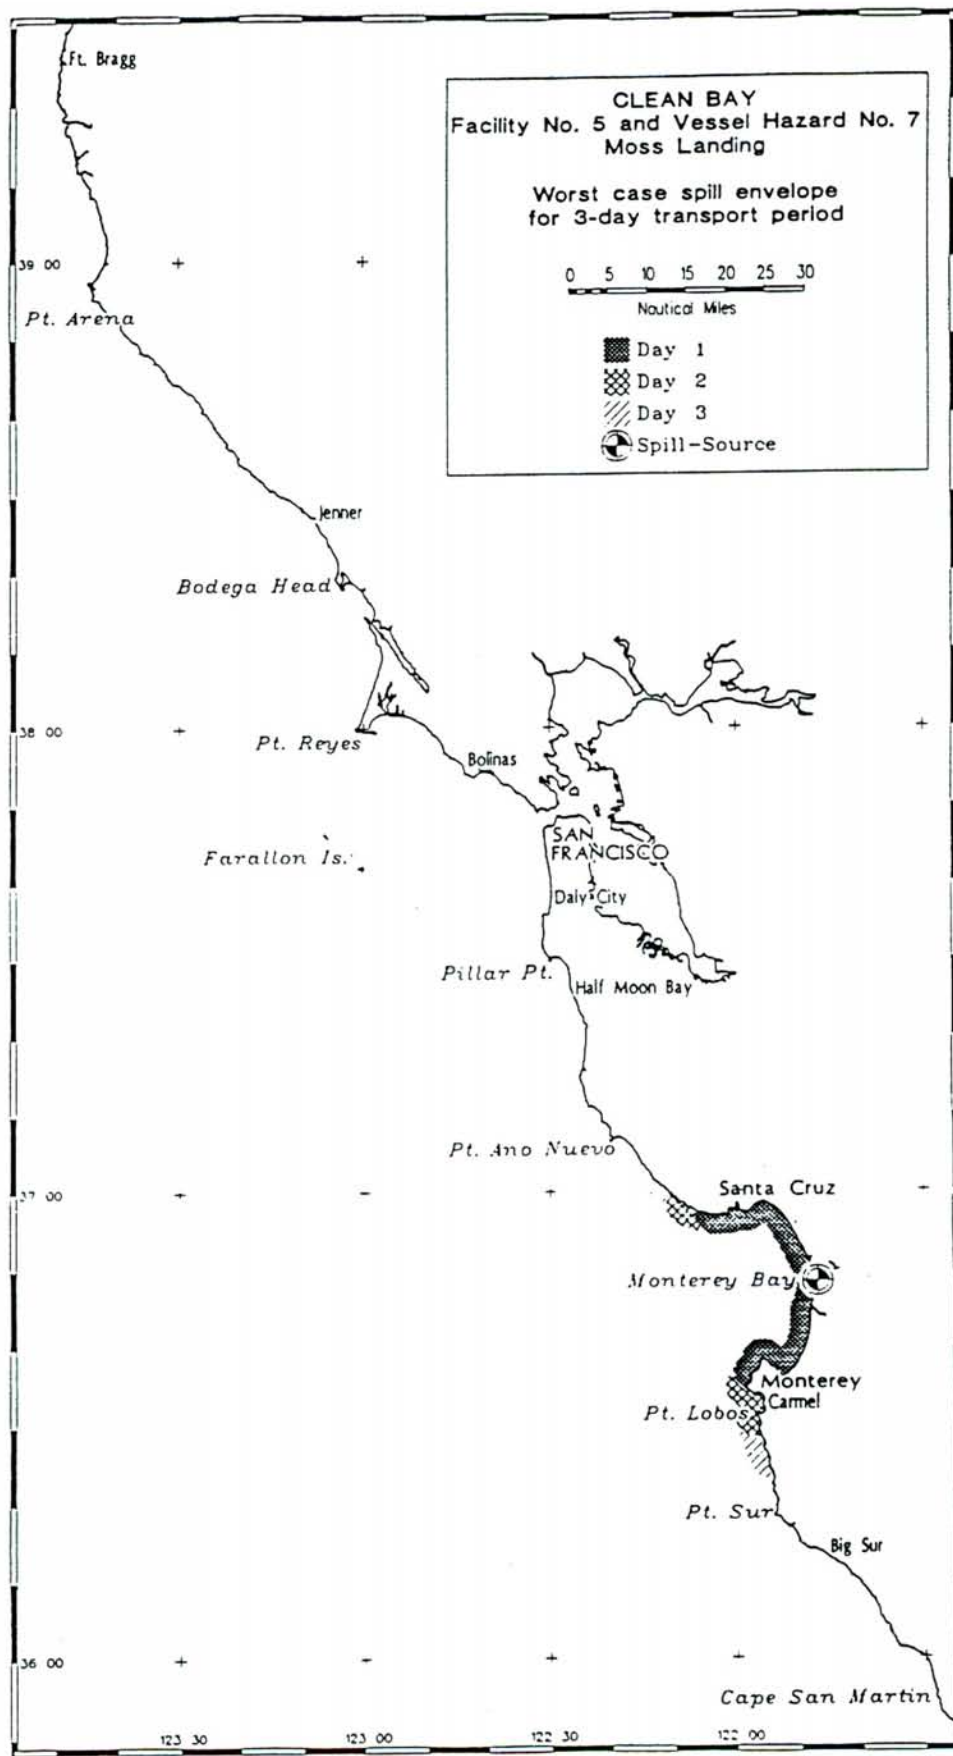 Ft. Bragg
CLEAN BAY
Facility No. 5 and Vessel Hazard No. 7
Moss Landing
Worst case spill envelope
for 3-day transport period
0 5 10 15 20 25 30
Nautical Miles
Day 1
Day 2
Day 3
Spill-Source
39 00
Pt. Arena
Jenner
Bodega Head
38 00
Pt. Reyes
Bolinas
SAN
FRANCISCO
Farallon Is.
Daly City
Pillar Pt.
Half Moon Bay
Pt. Ano Nuevo
37 00
Santa Cruz
Monterey Bay
Monterey
Carmel
Pt. Lobos
Pt. Sur
Big Sur
36 00
Cape San Martin
123 30
123 00
122 30
122 00